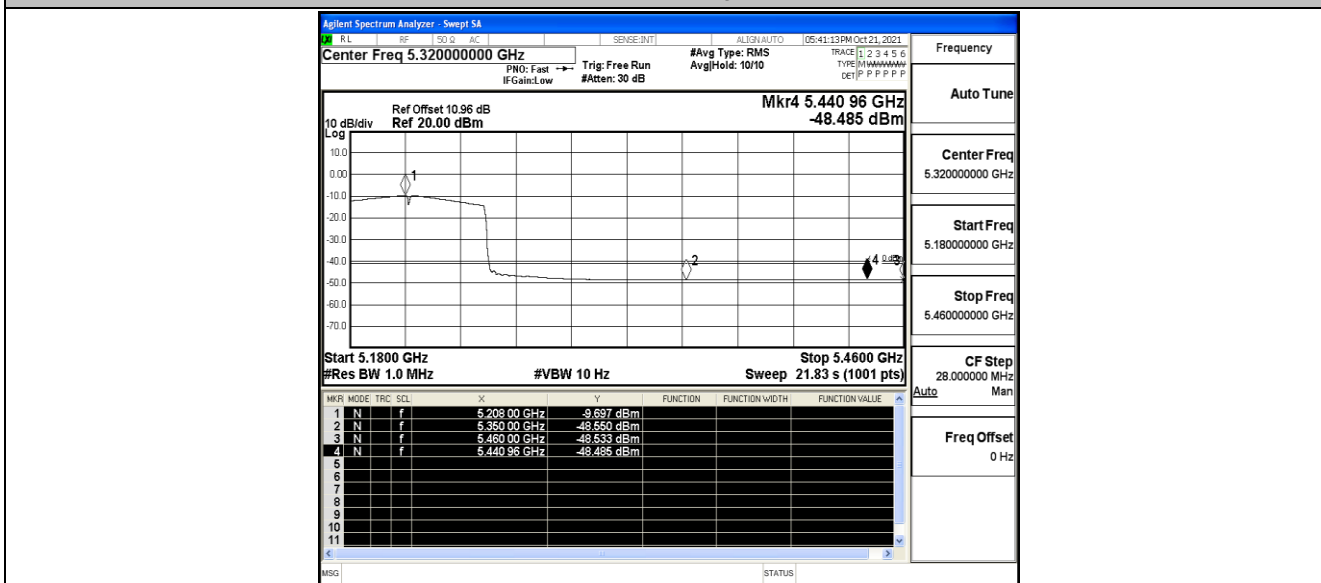 Agilent Spectrum Analyzer - Swept SA
RL RF 50 Ω AC SENSE:INT ALIGNAUTO 05:41:13 PM Oct 21, 2021
Center Freq 5.320000000 GHz
PNO: Fast
IFGain:Low
Trig: Free Run
#Atten: 30 dB
#Avg Type: RMS
Avg|Hold: 10/10
TRACE 1 2 3 4 5 6
TYPE M WWWWW
DET P P P P P P
Mkr4 5.440 96 GHz
-48.485 dBm
Ref Offset 10.96 dB
10 dB/div Ref 20.00 dBm
Log
10.0
0.00
-10.0
-20.0
-30.0
-40.0
-50.0
-60.0
-70.0
1
2
4
3
Start 5.1800 GHz Stop 5.4600 GHz
#Res BW 1.0 MHz #VBW 10 Hz Sweep 21.83 s (1001 pts)
MKR MODE TRC SCL X Y FUNCTION FUNCTION WIDTH FUNCTION VALUE
1 N f 5.208 00 GHz -9.697 dBm
2 N f 5.350 00 GHz -48.550 dBm
3 N f 5.460 00 GHz -48.533 dBm
4 N f 5.440 96 GHz -48.485 dBm
5
6
7
8
9
10
11
MSG STATUS
Frequency
Auto Tune
Center Freq
5.320000000 GHz
Start Freq
5.180000000 GHz
Stop Freq
5.460000000 GHz
CF Step
28.000000 MHz
Auto Man
Freq Offset
0 Hz